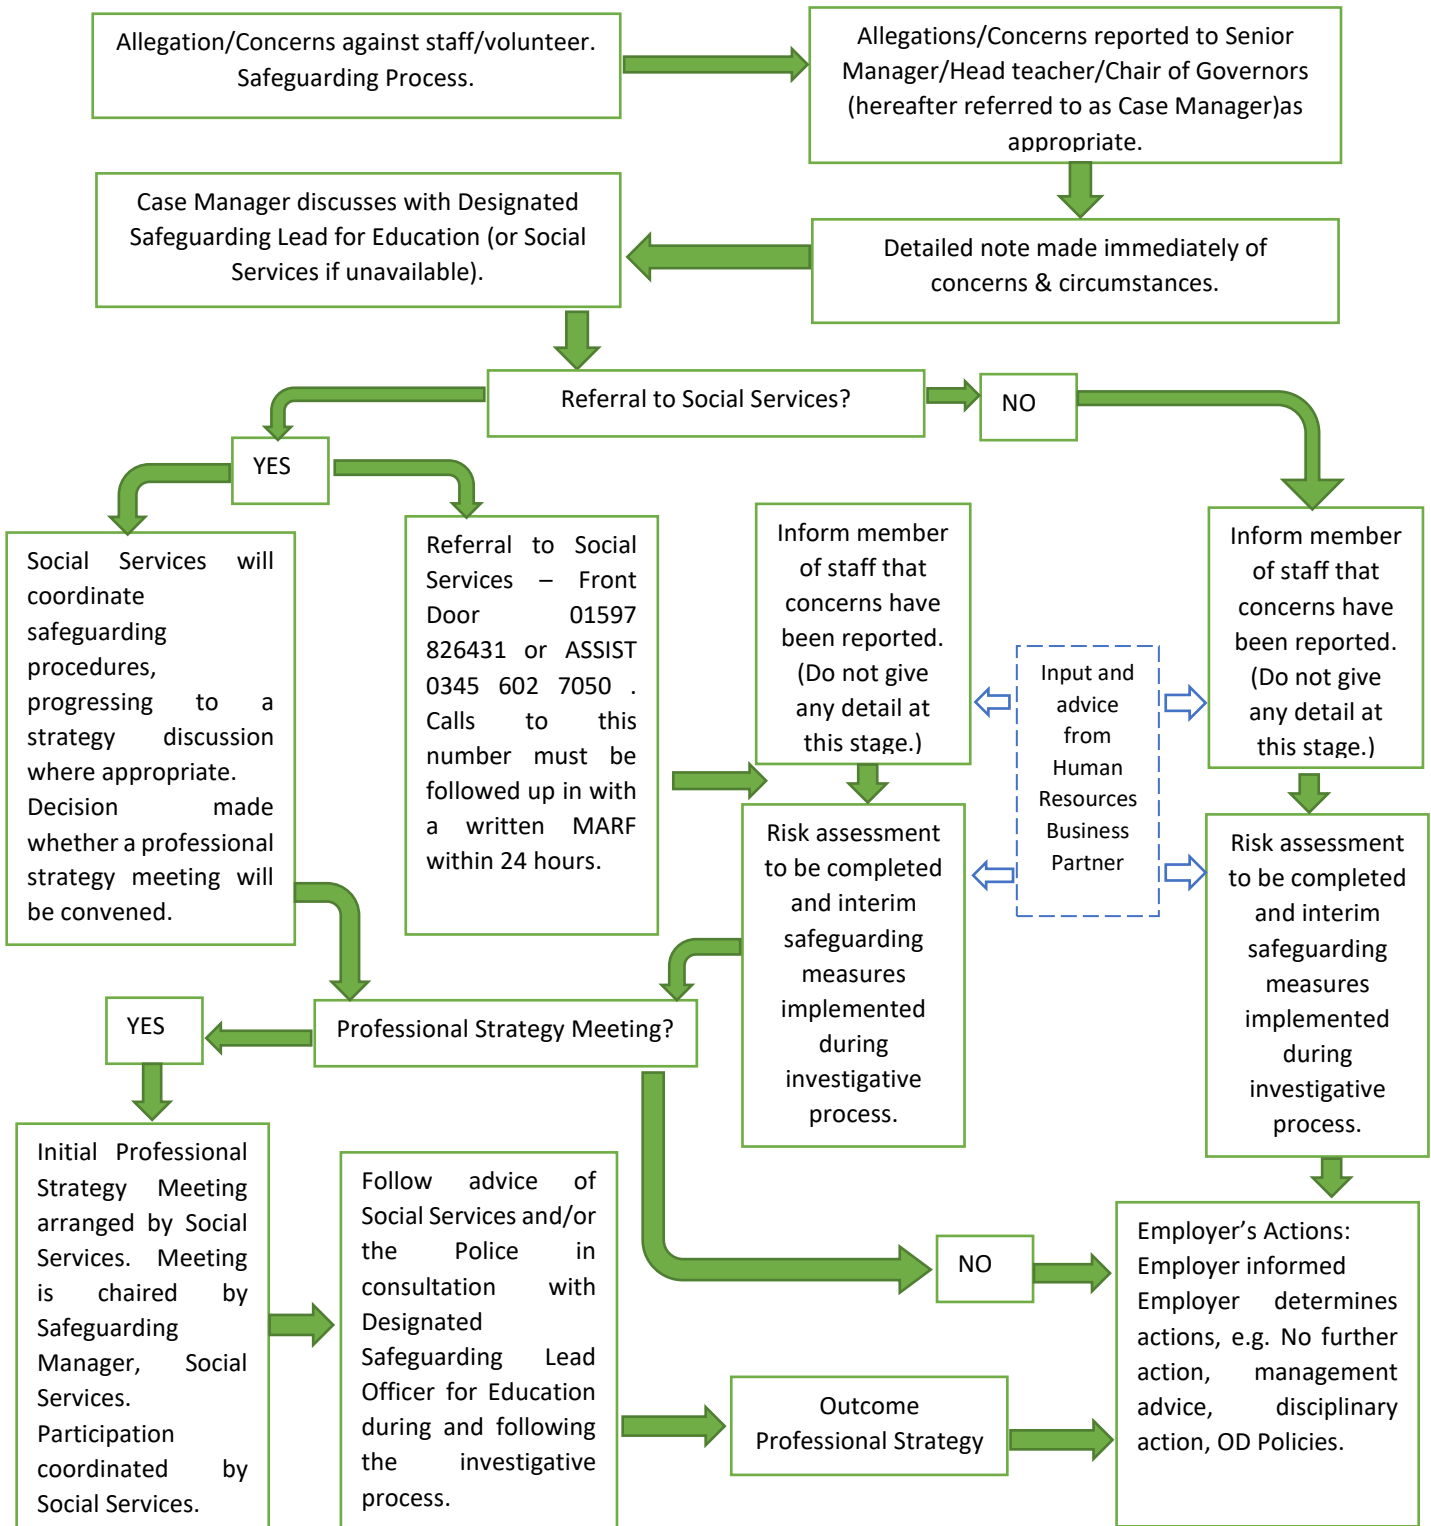 Allegation/Concerns against staff/volunteer.
Safeguarding Process.
Allegations/Concerns reported to Senior
Manager/Head teacher/Chair of Governors
(hereafter referred to as Case Manager)as
appropriate.
Case Manager discusses with Designated
Safeguarding Lead for Education (or Social
Services if unavailable).
Detailed note made immediately of
concerns & circumstances.
Referral to Social Services?
NO
YES
Social Services will
coordinate
safeguarding
procedures,
progressing to a
strategy discussion
where appropriate.
Decision made
whether a professional
strategy meeting will
be convened.
Referral to Social
Services – Front
Door 01597
826431 or ASSIST
0345 602 7050 .
Calls to this
number must be
followed up in with
a written MARF
within 24 hours.
Inform member
of staff that
concerns have
been reported.
(Do not give
any detail at
this stage.)
Input and
advice
from
Human
Resources
Business
Partner
Inform member
of staff that
concerns have
been reported.
(Do not give
any detail at
this stage.)
Risk assessment
to be completed
and interim
safeguarding
measures
implemented
during
investigative
process.
Risk assessment
to be completed
and interim
safeguarding
measures
implemented
during
investigative
process.
YES
Professional Strategy Meeting?
Initial Professional
Strategy Meeting
arranged by Social
Services. Meeting
is chaired by
Safeguarding
Manager, Social
Services.
Participation
coordinated by
Social Services.
Follow advice of
Social Services and/or
the Police in
consultation with
Designated
Safeguarding Lead
Officer for Education
during and following
the investigative
process.
NO
Outcome
Professional Strategy
Employer’s Actions:
Employer informed
Employer determines
actions, e.g. No further
action, management
advice, disciplinary
action, OD Policies.